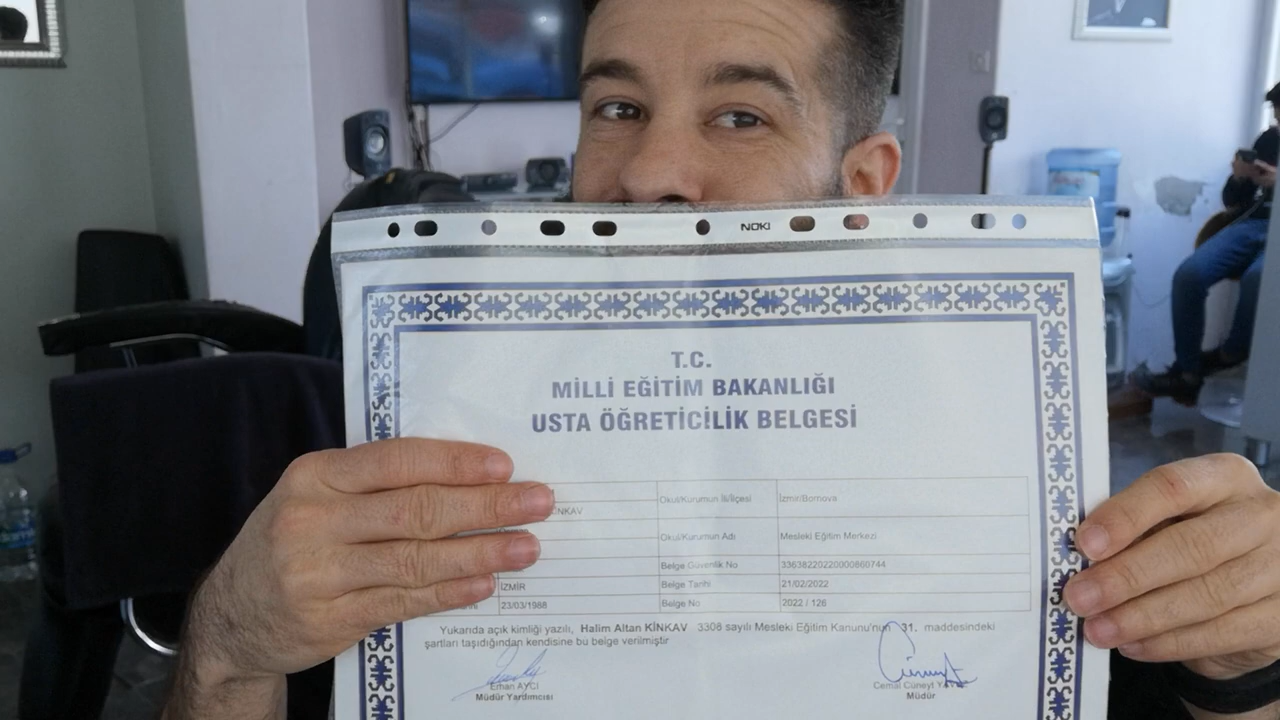 NOKI
T.C.
MİLLİ EĞİTİM BAKANLIĞI
USTA ÖĞRETİCİLİK BELGESİ
Okul/Kurumun İli/İlçesi İzmir/Bornova
KİNKAV
Okul/Kurumun Adı Mesleki Eğitim Merkezi
Belge Güvenlik No 33638220220000860744
İZMİR Belge Tarihi 21/02/2022
23/03/1988 Belge No 2022 / 126
Yukarıda açık kimliği yazılı, Halim Altan KİNKAV 3308 sayılı Mesleki Eğitim Kanunu'nun 31. maddesindeki
şartları taşıdığından kendisine bu belge verilmiştir
Erhan AYCI
Müdür Yardımcısı
Cemal Cüneyt
Müdür